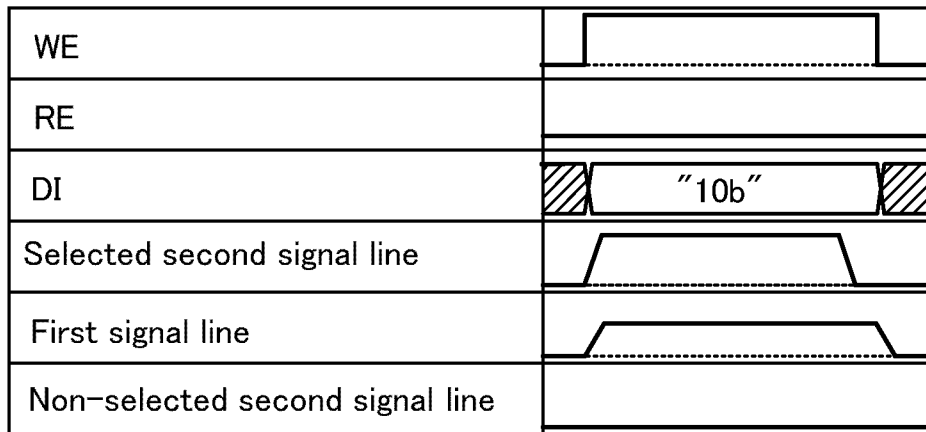 WE
RE
DI
"10b"
Selected second signal line
First signal line
Non-selected second signal line